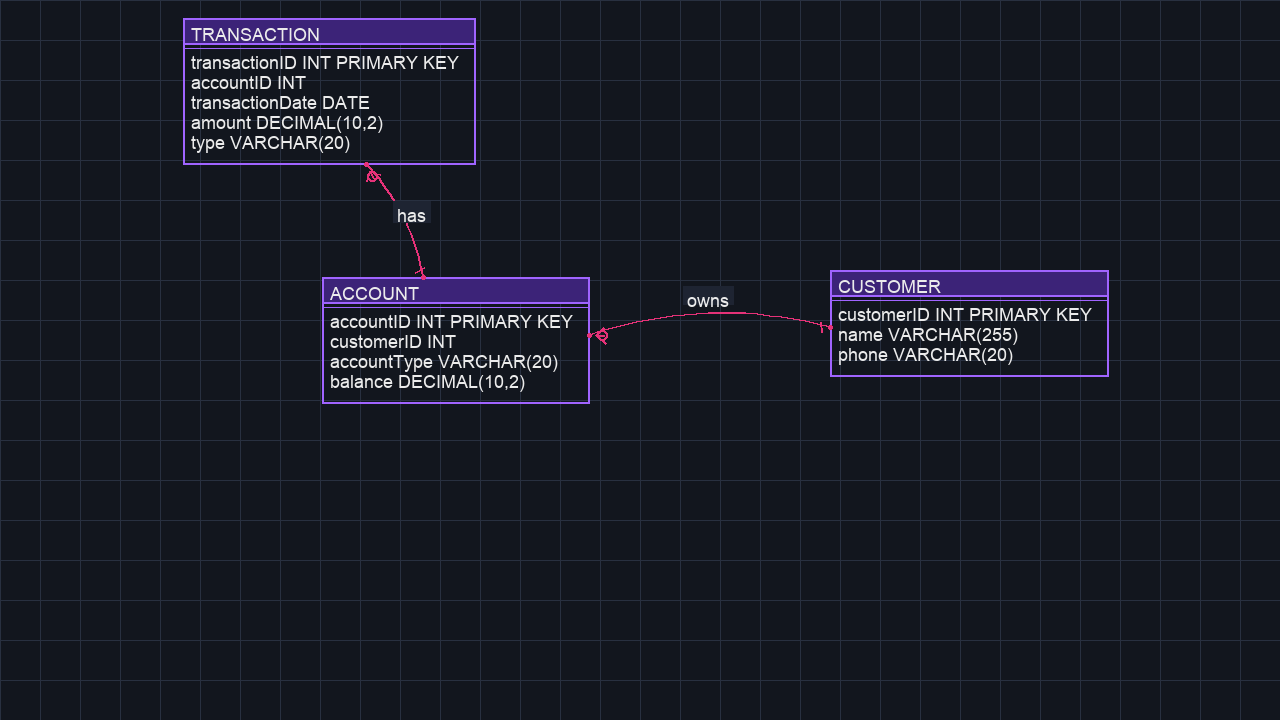 TRANSACTION
transactionID INT PRIMARY KEY
accountID INT
transactionDate DATE
amount DECIMAL(10,2)
type VARCHAR(20)
has
ACCOUNT
accountID INT PRIMARY KEY
customerID INT
accountType VARCHAR(20)
balance DECIMAL(10,2)
owns
CUSTOMER
customerID INT PRIMARY KEY
name VARCHAR(255)
phone VARCHAR(20)